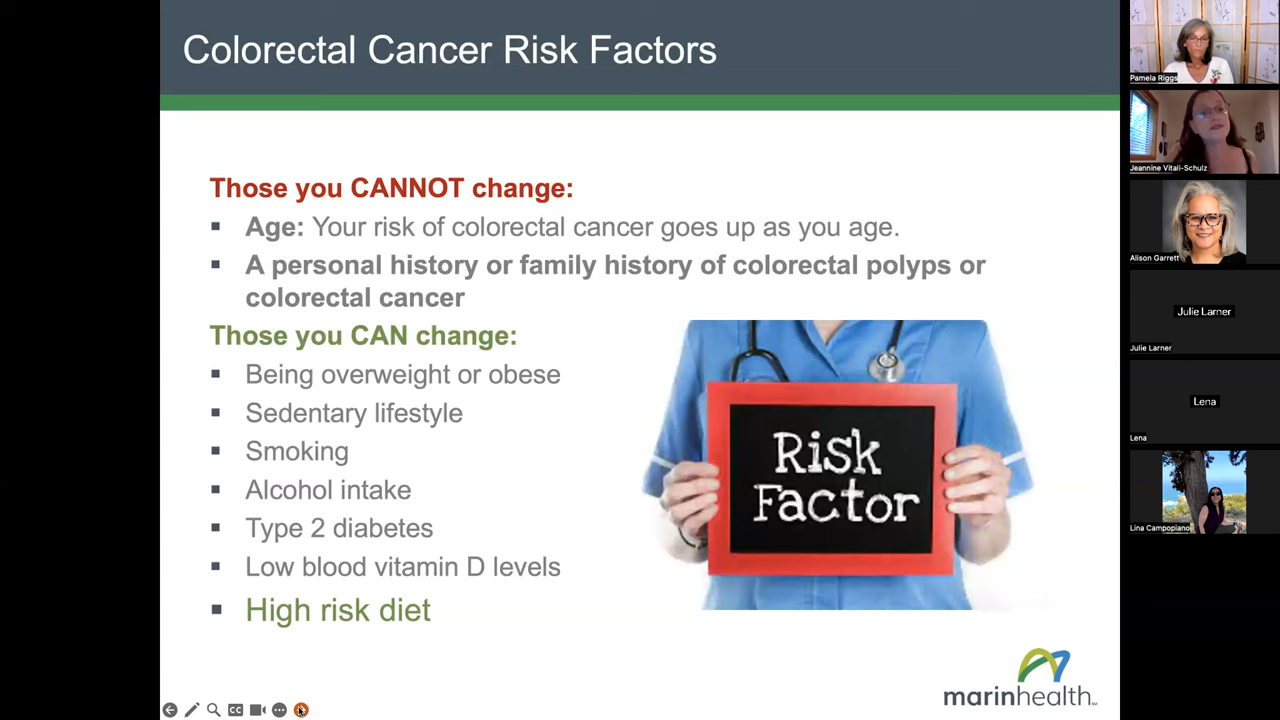 Colorectal Cancer Risk Factors
Those you CANNOT change:
▪ Age: Your risk of colorectal cancer goes up as you age.
▪ A personal history or family history of colorectal polyps or
colorectal cancer
Those you CAN change:
▪ Being overweight or obese
▪ Sedentary lifestyle
▪ Smoking
▪ Alcohol intake
▪ Type 2 diabetes
▪ Low blood vitamin D levels
▪ High risk diet
Risk
Factor
marinhealth
CC
Pamela Riggs
Jeannine Vitali-Schulz
Alison Garrett
Julie Larner
Julie Larner
Lena
Lena
Lina Campopiano